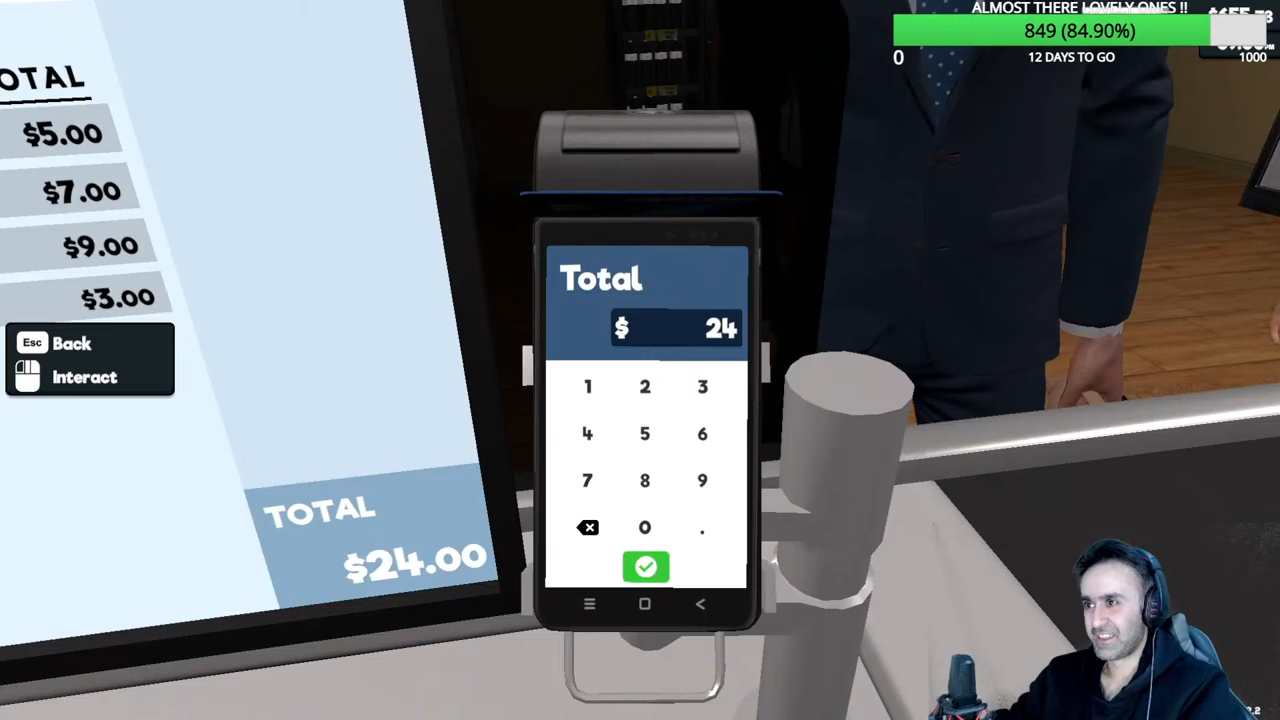 ALMOST THERE LOVELY ONES !!
849 (84.90%)
0
12 DAYS TO GO
1000
OTAL
$5.00
$7.00
$9.00
$3.00
Esc Back
Interact
TOTAL
$24.00
Total
$ 24
1 2 3
4 5 6
7 8 9
0 .